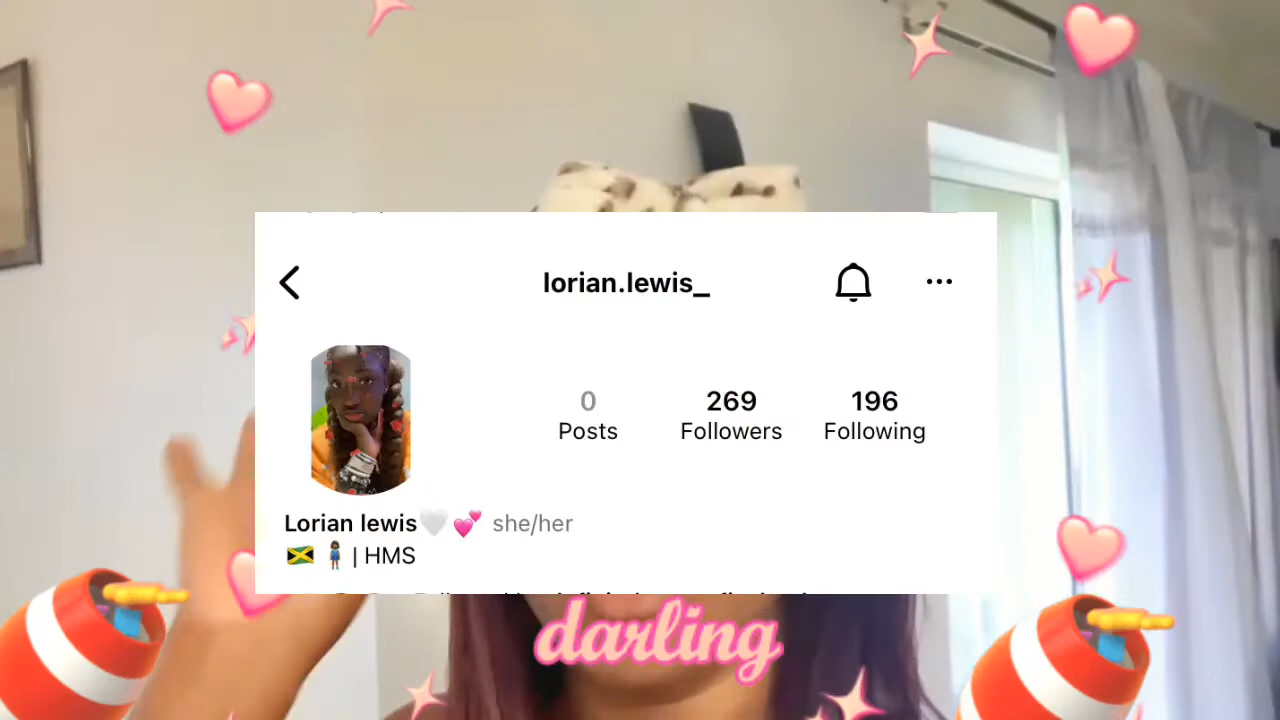 lorian.lewis_
0
269
196
Posts
Followers
Following
Lorian lewis🤍💕 she/her
🇯🇲 🧍🏾‍♀️ | HMS
darling